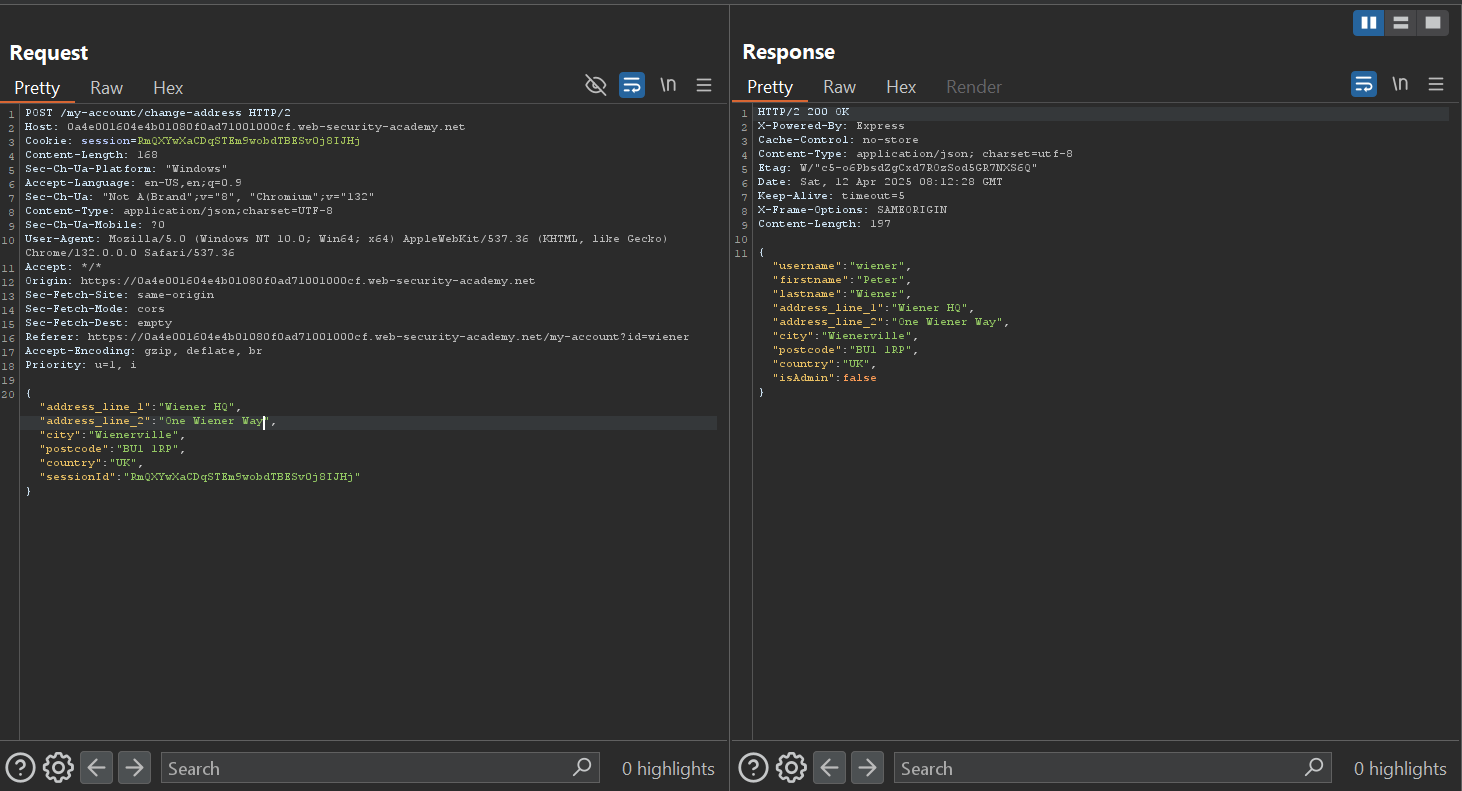 Request
Pretty Raw Hex \n
1 POST /my-account/change-address HTTP/2
2 Host: 0a4e001604e4b01080f0ad71001000cf.web-security-academy.net
3 Cookie: session=RmQXYwXaCDqSTEm9wobdTBESvOj8IJHj
4 Content-Length: 168
5 Sec-Ch-Ua-Platform: "Windows"
6 Accept-Language: en-US,en;q=0.9
7 Sec-Ch-Ua: "Not A(Brand";v="8", "Chromium";v="132"
8 Content-Type: application/json;charset=UTF-8
9 Sec-Ch-Ua-Mobile: ?0
10 User-Agent: Mozilla/5.0 (Windows NT 10.0; Win64; x64) AppleWebKit/537.36 (KHTML, like Gecko)
Chrome/132.0.0.0 Safari/537.36
11 Accept: */*
12 Origin: https://0a4e001604e4b01080f0ad71001000cf.web-security-academy.net
13 Sec-Fetch-Site: same-origin
14 Sec-Fetch-Mode: cors
15 Sec-Fetch-Dest: empty
16 Referer: https://0a4e001604e4b01080f0ad71001000cf.web-security-academy.net/my-account?id=wiener
17 Accept-Encoding: gzip, deflate, br
18 Priority: u=1, i
19
20 {
"address_line_1":"Wiener HQ",
"address_line_2":"One Wiener Way",
"city":"Wienerville",
"postcode":"BU1 1RP",
"country":"UK",
"sessionId":"RmQXYwXaCDqSTEm9wobdTBESvOj8IJHj"
}
Search
0 highlights
Response
Pretty Raw Hex Render \n
1 HTTP/2 200 OK
2 X-Powered-By: Express
3 Cache-Control: no-store
4 Content-Type: application/json; charset=utf-8
5 Etag: W/"c5-o6PbsdZgCxd7ROzSod5GR7NXS6Q"
6 Date: Sat, 12 Apr 2025 08:12:28 GMT
7 Keep-Alive: timeout=5
8 X-Frame-Options: SAMEORIGIN
9 Content-Length: 197
10
11 {
"username":"wiener",
"firstname":"Peter",
"lastname":"Wiener",
"address_line_1":"Wiener HQ",
"address_line_2":"One Wiener Way",
"city":"Wienerville",
"postcode":"BU1 1RP",
"country":"UK",
"isAdmin":false
}
Search
0 highlights